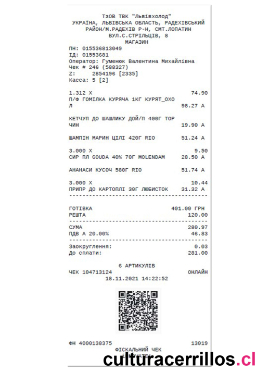 ТзОВ ТВК "Львівхолод"
УКРАЇНА, ЛЬВІВСЬКА ОБЛАСТЬ, РАДЕХІВСЬКИЙ
РАЙОН/М.РАДЕХІВ Р-Н, СМТ.ЛОПАТИН
ВУЛ.С.СТРІЛЬЦІВ, 8
МАГАЗИН
ПН: 015536813049
ІД: 01553681
Оператор: Гуменюк Валентина Михайлівна
Чек # 246 (588327)
Z: 2854196 [2335]
Каса: 5 [2]
1.312 X 74.90
П/Ф ГОМІЛКА КУРЯЧА 1КГ КУРЯТ_ОХО
Л 98.27 А
КЕТЧУП ДО ШАШЛИКУ ДОЙ/П 400Г ТОР
ЧИН 19.90 А
ШАМПІН МАРИН ЦІЛІ 420Г RIO 51.24 А
3.000 X 9.50
СИР ПЛ GOUDA 40% 70Г MOLENDAM 28.50 А
АНАНАСИ КУСОЧ 580Г RIO 51.74 А
3.000 X 10.44
ПРИПР ДО КАРТОПЛІ 30Г ЛЮБИСТОК 31.32 А
ГОТІВКА 401.00 ГРН
РЕШТА 120.00
СУМА 280.97
ПДВ А 20.00% 46.83
Заокруглення: 0.03
До сплати: 281.00
6 АРТИКУЛІВ
ЧЕК 104713124 ОНЛАЙН
18.11.2021 14:22:52
ФН 4000138375 13019
ФІСКАЛЬНИЙ ЧЕК
culturacerrillos.cl